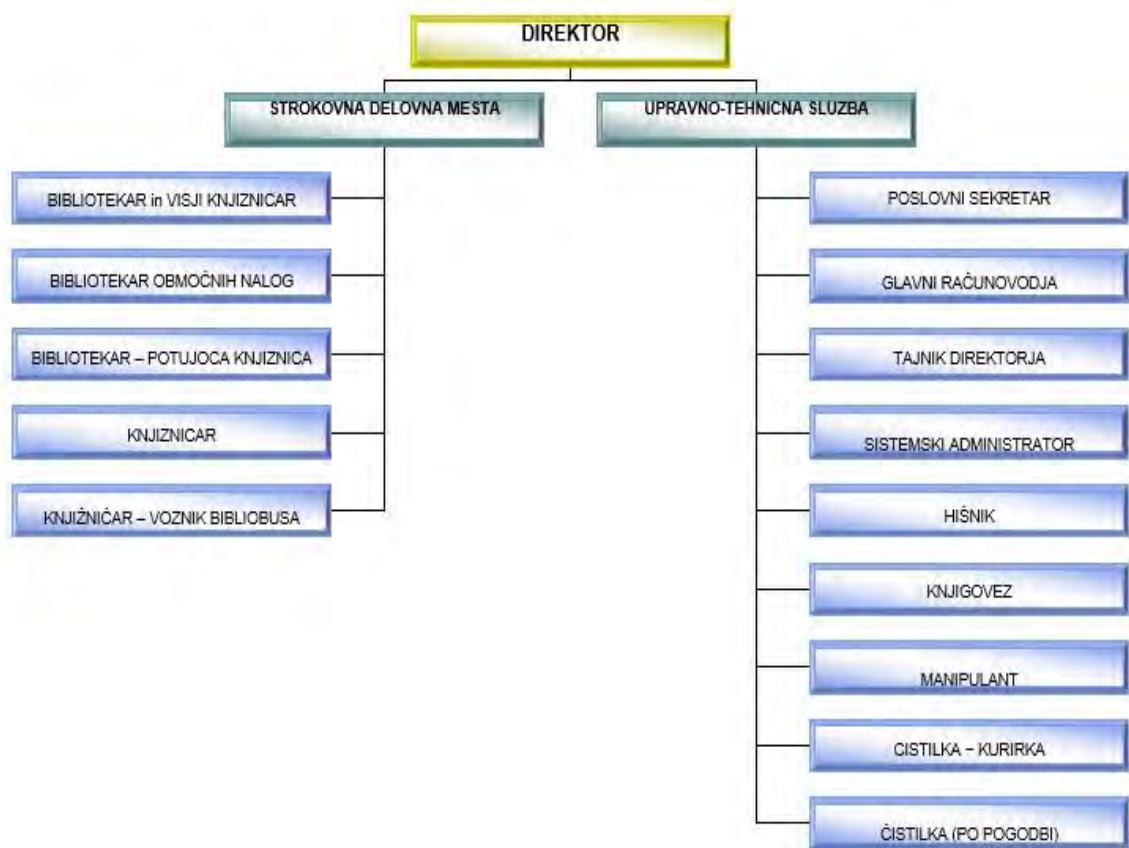 DIREKTOR
STROKOVNA DELOVNA MESTA
UPRAVNO-TEHNICNA SLUZBA
BIBLIOTEKAR in VISJI KNJIZNICAR
BIBLIOTEKAR OBMOČNIH NALOG
BIBLIOTEKAR – POTUJOCA KNJIZNICA
KNJIZNICAR
KNJIŽNIČAR – VOZNIK BIBLIOBUSA
POSLOVNI SEKRETAR
GLAVNI RAČUNOVODJA
TAJNIK DIREKTORJA
SISTEMSKI ADMINISTRATOR
HIŠNIK
KNJIGOVEZ
MANIPULANT
CISTILKA – KURIRKA
ČISTILKA (PO POGODBI)